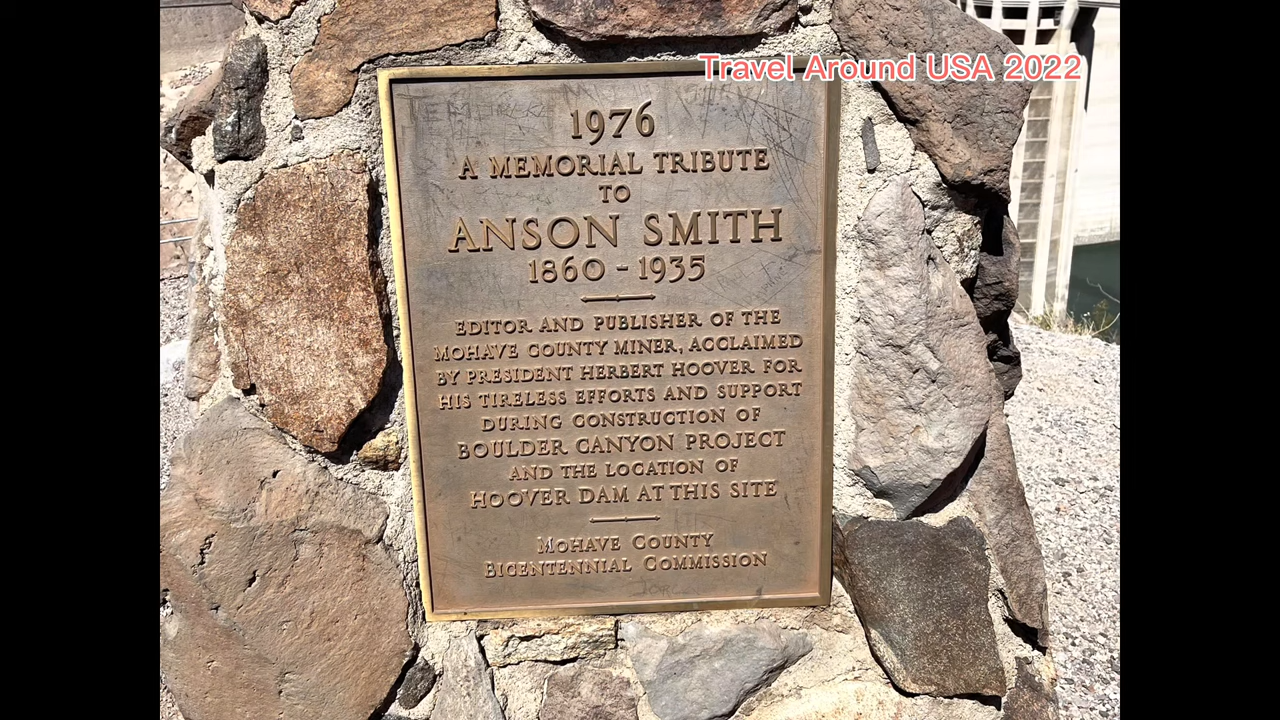 Travel Around USA 2022
1976
A MEMORIAL TRIBUTE
TO
ANSON SMITH
1860 - 1935
EDITOR AND PUBLISHER OF THE
MOHAVE COUNTY MINER, ACCLAIMED
BY PRESIDENT HERBERT HOOVER FOR
HIS TIRELESS EFFORTS AND SUPPORT
DURING CONSTRUCTION OF
BOULDER CANYON PROJECT
AND THE LOCATION OF
HOOVER DAM AT THIS SITE
MOHAVE COUNTY
BICENTENNIAL COMMISSION